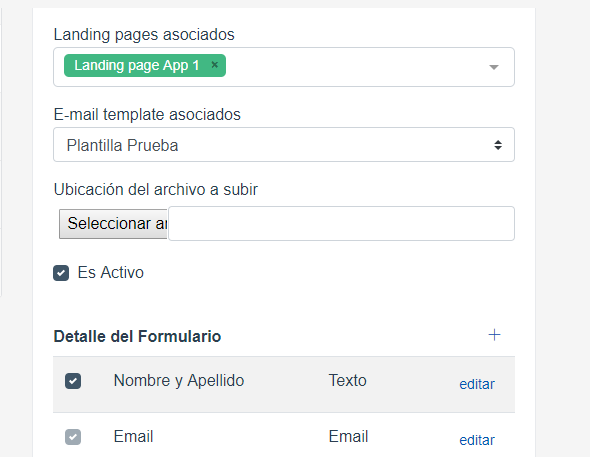 Landing pages asociados
Landing page App 1 ×
E-mail template asociados
Plantilla Prueba
Ubicación del archivo a subir
Seleccionar ar
Es Activo
Detalle del Formulario +
Nombre y Apellido Texto editar
Email Email editar